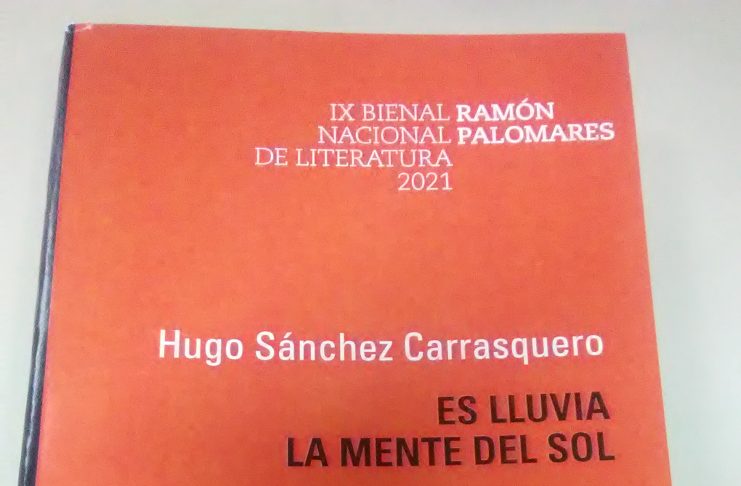 IX BIENAL RAMÓN
NACIONAL PALOMARES
DE LITERATURA
2021
Hugo Sánchez Carrasquero
ES LLUVIA
LA MENTE DEL SOL